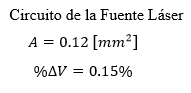 Circuito de la Fuente Láser
A = 0.12 [mm²]
%ΔV = 0.15%